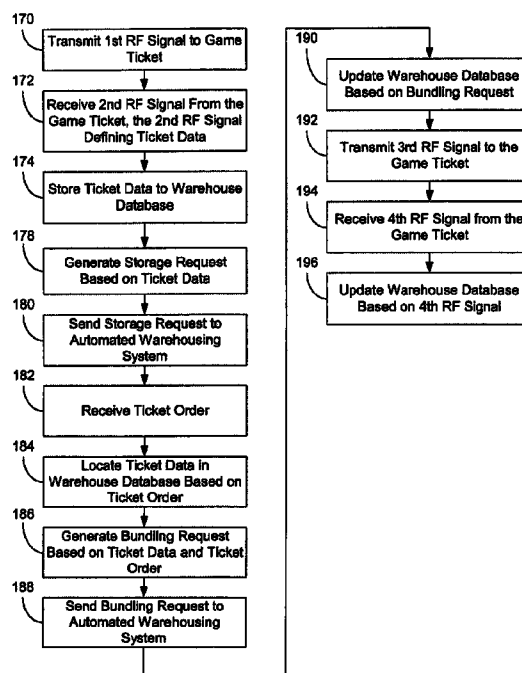 170
Transmit 1st RF Signal to Game
Ticket
172
Receive 2nd RF Signal From the
Game Ticket, the 2nd RF Signal
Defining Ticket Data
174
Store Ticket Data to Warehouse
Database
178
Generate Storage Request
Based on Ticket Data
180
Send Storage Request to
Automated Warehousing
System
182
Receive Ticket Order
184
Locate Ticket Data in
Warehouse Database Based on
Ticket Order
186
Generate Bundling Request
Based on Ticket Data and Ticket
Order
188
Send Bundling Request to
Automated Warehousing
System
190
Update Warehouse Database
Based on Bundling Request
192
Transmit 3rd RF Signal to the
Game Ticket
194
Receive 4th RF Signal from the
Game Ticket
196
Update Warehouse Database
Based on 4th RF Signal